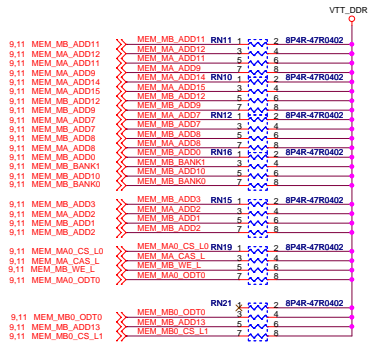 VTT_DDR
9,11 MEM_MB_ADD11 MEM_MB_ADD11 RN11 1 2 8P4R-47R0402
9,11 MEM_MA_ADD12 MEM_MA_ADD12 3 4
9,11 MEM_MA_ADD11 MEM_MA_ADD11 5 6
9,11 MEM_MA_ADD9 MEM_MA_ADD9 7 8
9,11 MEM_MA_ADD14 MEM_MA_ADD14 RN10 1 2 8P4R-47R0402
9,11 MEM_MA_ADD15 MEM_MA_ADD15 3 4
9,11 MEM_MB_ADD12 MEM_MB_ADD12 5 6
9,11 MEM_MB_ADD9 MEM_MB_ADD9 7 8
9,11 MEM_MA_ADD7 MEM_MA_ADD7 RN12 1 2 8P4R-47R0402
9,11 MEM_MB_ADD7 MEM_MB_ADD7 3 4
9,11 MEM_MB_ADD8 MEM_MB_ADD8 5 6
9,11 MEM_MA_ADD8 MEM_MA_ADD8 7 8
9,11 MEM_MB_ADD0 MEM_MB_ADD0 RN16 1 2 8P4R-47R0402
9,11 MEM_MB_BANK1 MEM_MB_BANK1 3 4
9,11 MEM_MB_ADD10 MEM_MB_ADD10 5 6
9,11 MEM_MB_BANK0 MEM_MB_BANK0 7 8
9,11 MEM_MB_ADD3 MEM_MB_ADD3 RN15 1 2 8P4R-47R0402
9,11 MEM_MA_ADD2 MEM_MA_ADD2 3 4
9,11 MEM_MB_ADD1 MEM_MB_ADD1 5 6
9,11 MEM_MB_ADD2 MEM_MB_ADD2 7 8
9,11 MEM_MA0_CS_L0 MEM_MA0_CS_L0 RN19 1 2 8P4R-47R0402
9,11 MEM_MA_CAS_L MEM_MA_CAS_L 3 4
9,11 MEM_MB_WE_L MEM_MB_WE_L 5 6
9,11 MEM_MA0_ODT0 MEM_MA0_ODT0 7 8
RN21 1 2 8P4R-47R0402
9,11 MEM_MB0_ODT0 MEM_MB0_ODT0 3 4
9,11 MEM_MB_ADD13 MEM_MB_ADD13 5 6
9,11 MEM_MB0_CS_L1 MEM_MB0_CS_L1 7 8